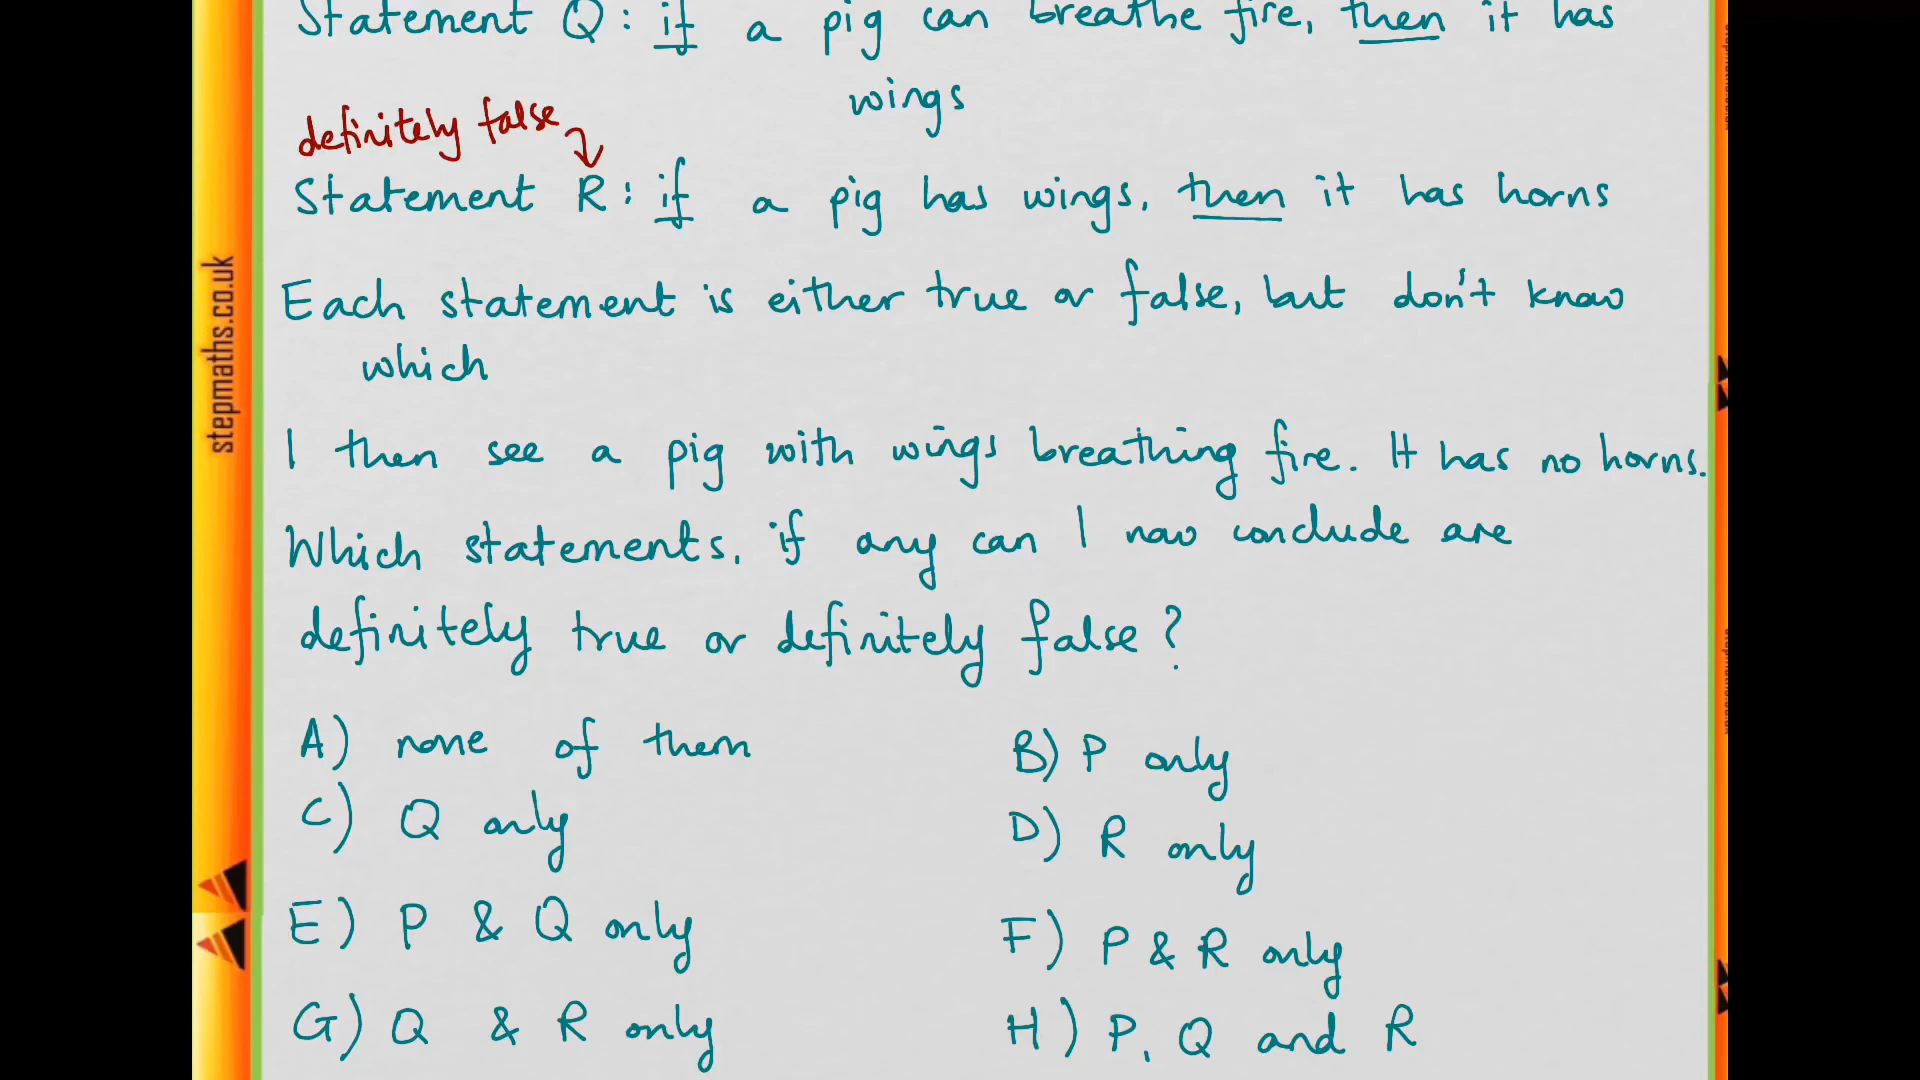 Statement Q: if a pig can breathe fire, then it has
wings
definitely false
Statement R: if a pig has wings, then it has horns
Each statement is either true or false, but don't know
which
I then see a pig with wings breathing fire. It has no horns.
Which statements, if any can I now conclude are
definitely true or definitely false?
A) none of them
B) P only
C) Q only
D) R only
E) P & Q only
F) P & R only
G) Q & R only
H) P, Q and R
stepmaths.co.uk